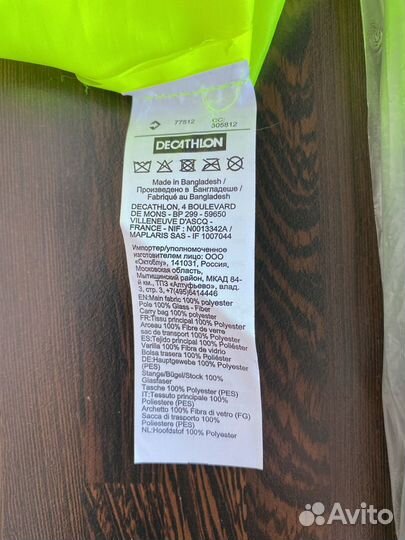 77512
CC:
305812
DECATHLON
Made in Bangladesh /
Произведено в Бангладеше /
Fabriqué au Bangladesh
DECATHLON, 4 BOULEVARD
DE MONS - BP 299 - 59650
VILLENEUVE D'ASCQ -
FRANCE - NIF : N0013342A /
MAPLARIS SAS - IF 1007044
Импортер/уполномоченное
изготовителем лицо: ООО
«Октоблу», 141031, Россия,
Московская область,
Мытищинский район, МКАД 84-
й км., ТПЗ «Алтуфьево», влад.
3, стр. 3, +7(495)6414446
EN:Main fabric 100% polyester
Pole 100% Glass - Fiber
Carry bag 100% polyester
FR:Tissu principal 100% Polyester
Arceau 100% Fibre de verre
sac de transport 100% Polyester
ES:Tejido principal 100% Poliéster
Varilla 100% Fibra de vidrio
Bolsa trasera 100% Poliéster
DE:Hauptgewebe 100% Polyester
(PES)
Stange/Bügel/Stock 100%
Glasfaser
Tasche 100% Polyester (PES)
IT:Tessuto principale 100%
Poliestere (PES)
Archetto 100% Fibra di vetro (FG)
Sacca di trasporto 100%
Poliestere (PES)
NL:Hoofdstof 100% Polyester
Avito